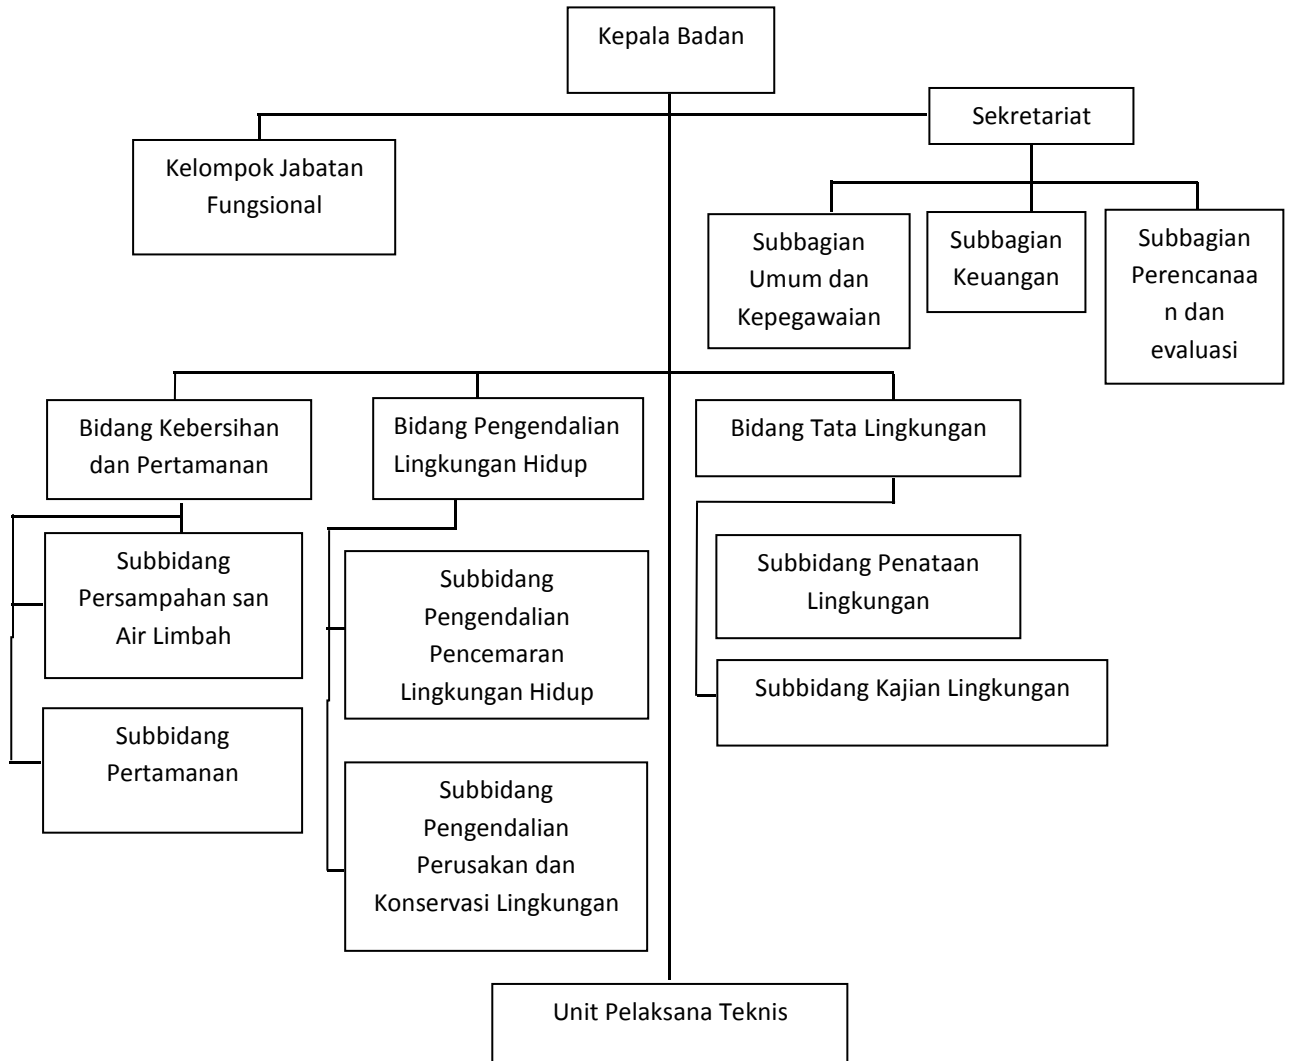 Kepala Badan
Sekretariat
Kelompok Jabatan
Fungsional
Subbagian
Umum dan
Kepegawaian
Subbagian
Keuangan
Subbagian
Perencanaa
n dan
evaluasi
Bidang Kebersihan
dan Pertamanan
Bidang Pengendalian
Lingkungan Hidup
Bidang Tata Lingkungan
Subbidang
Persampahan san
Air Limbah
Subbidang
Pertamanan
Subbidang
Pengendalian
Pencemaran
Lingkungan Hidup
Subbidang
Pengendalian
Perusakan dan
Konservasi Lingkungan
Subbidang Penataan
Lingkungan
Subbidang Kajian Lingkungan
Unit Pelaksana Teknis